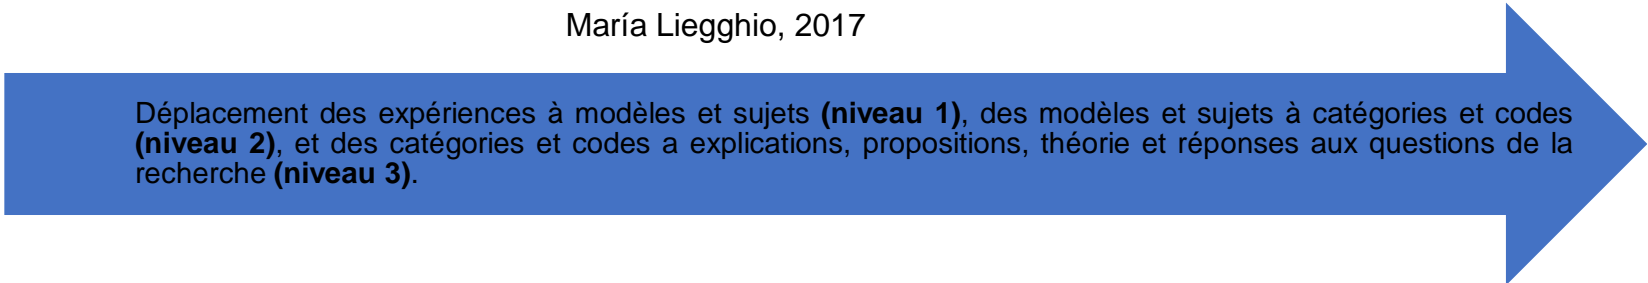 María Liegghio, 2017
Déplacement des expériences à modèles et sujets (niveau 1), des modèles et sujets à catégories et codes
(niveau 2), et des catégories et codes a explications, propositions, théorie et réponses aux questions de la
recherche (niveau 3).